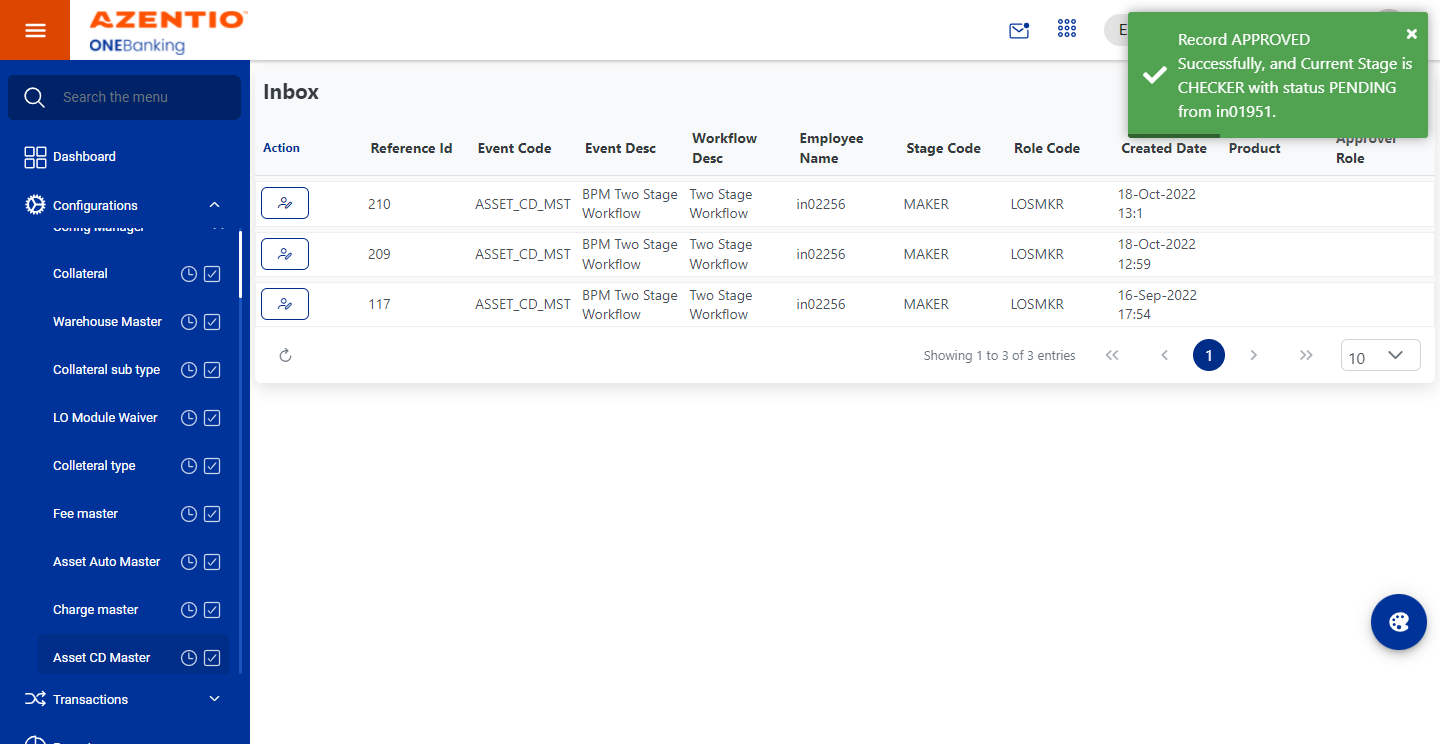 AZENTIO
ONEBanking
E
Record APPROVED
Successfully, and Current Stage is
CHECKER with status PENDING
from in01951.
Search the menu
Dashboard
Configurations
Config Manager
Collateral
Warehouse Master
Collateral sub type
LO Module Waiver
Colleteral type
Fee master
Asset Auto Master
Charge master
Asset CD Master
Transactions
Inbox
Action Reference Id Event Code Event Desc Workflow Desc Employee Name Stage Code Role Code Created Date Product Approver Role
210 ASSET_CD_MST BPM Two Stage Workflow Two Stage Workflow in02256 MAKER LOSMKR 18-Oct-2022 13:1
209 ASSET_CD_MST BPM Two Stage Workflow Two Stage Workflow in02256 MAKER LOSMKR 18-Oct-2022 12:59
117 ASSET_CD_MST BPM Two Stage Workflow Two Stage Workflow in02256 MAKER LOSMKR 16-Sep-2022 17:54
Showing 1 to 3 of 3 entries 1 10